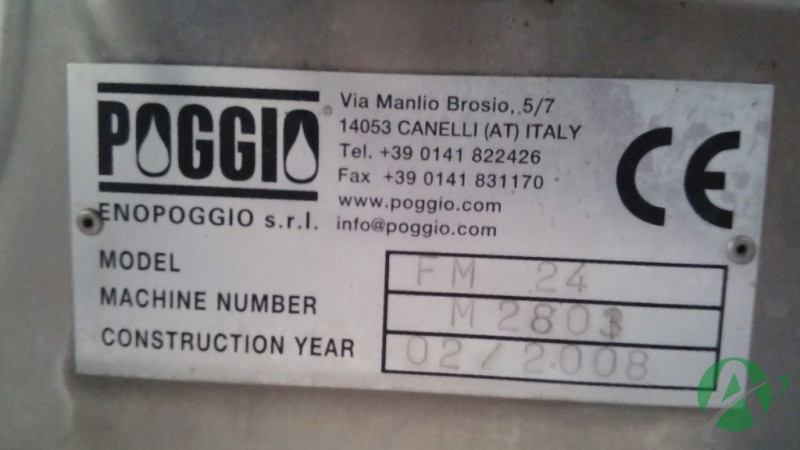 POGGIO®
ENOPOGGIO s.r.l.
Via Manlio Brosio, 5/7
14053 CANELLI (AT) ITALY
Tel. +39 0141 822426
Fax +39 0141 831170
www.poggio.com
info@poggio.com
CE
MODEL FM 24
MACHINE NUMBER
CONSTRUCTION YEAR 02/2008